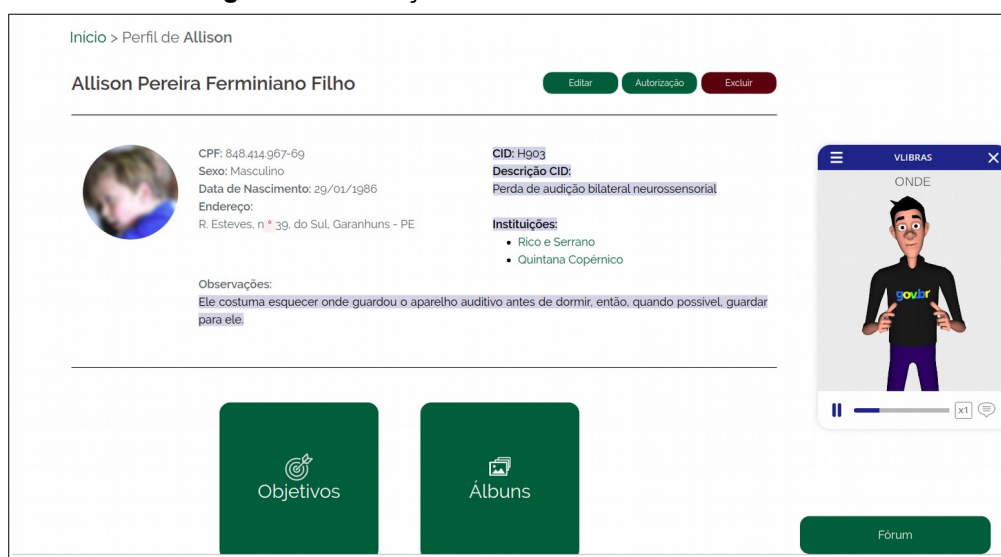 Início > Perfil de Allison
Allison Pereira Ferminiano Filho
Editar
Autorização
Excluir
CPF: 848.414.967-69
Sexo: Masculino
Data de Nascimento: 29/01/1986
Endereço:
R. Esteves, n ° 39, do Sul, Garanhuns - PE
CID: H903
Descrição CID:
Perda de audição bilateral neurossensorial
Instituições:
• Rico e Serrano
• Quintana Copérnico
Observações:
Ele costuma esquecer onde guardou o aparelho auditivo antes de dormir, então, quando possível, guardar
para ele.
VLIBRAS
ONDE
gov.br
x1
Objetivos
Álbuns
Fórum